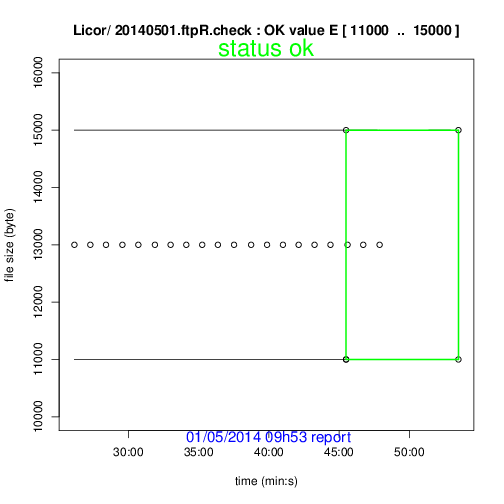 Licor/ 20140501.ftpR.check : OK value E [ 11000 .. 15000 ]
status ok
file size (byte)
16000
15000
14000
13000
12000
11000
10000
01/05/2014 09h53 report
30:00 35:00 40:00 45:00 50:00
time (min:s)